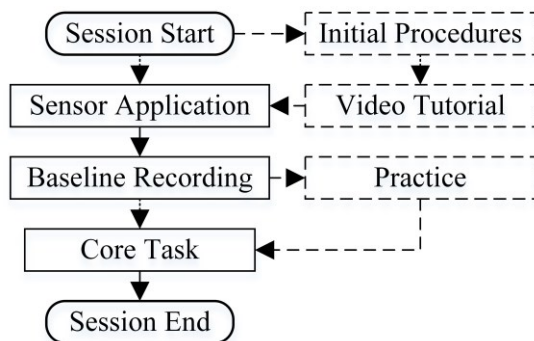 Session Start
Initial Procedures
Sensor Application
Video Tutorial
Baseline Recording
Practice
Core Task
Session End